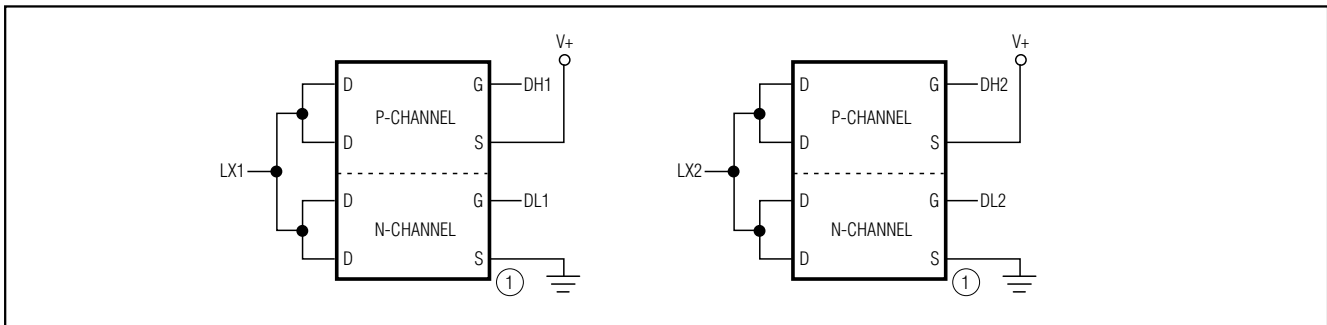 V+
D G DH1
P-CHANNEL
D S
LX1
D G DL1
N-CHANNEL
D S
1
V+
D G DH2
P-CHANNEL
D S
LX2
D G DL2
N-CHANNEL
D S
1